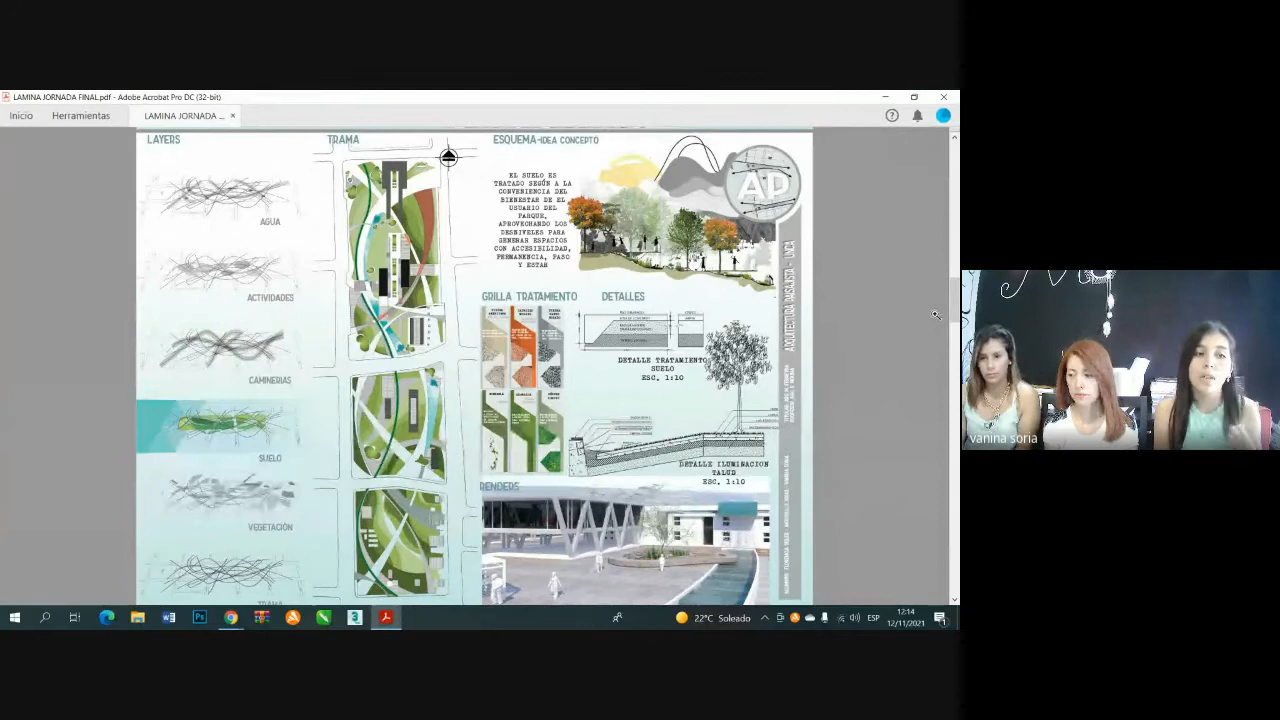 LAMINA JORNADA FINAL.pdf - Adobe Acrobat Pro DC (32-bit)
Inicio
Herramientas
LAMINA JORNADA ...
LAYERS
AGUA
ACTIVIDADES
CAMINERIAS
SUELO
VEGETACIÓN
TRAMA
TRAMA
ESQUEMA-IDEA CONCEPTO
EL SUELO ES
TRATADO SEGÚN A LA
CONVENIENCIA DEL
BIENESTAR DE EL
USUARIO DEL
PARQUE,
APROVECHANDO LOS
DESNIVELES PARA
GENERAR ESPACIOS
CON ACCESIBILIDAD,
PERMANENCIA, PASO
Y ESTAR
AP
ARQUITECTURA PAISAJISTA - UNCA
GRILLA TRATAMIENTO
DETALLES
DETALLE TRATAMIENTO
SUELO
ESC. 1:10
DETALLE ILUMINACION
TALUD
ESC. 1:10
RENDERS
vanina soria
22°C Soleado
ESP
12:14
12/11/2021